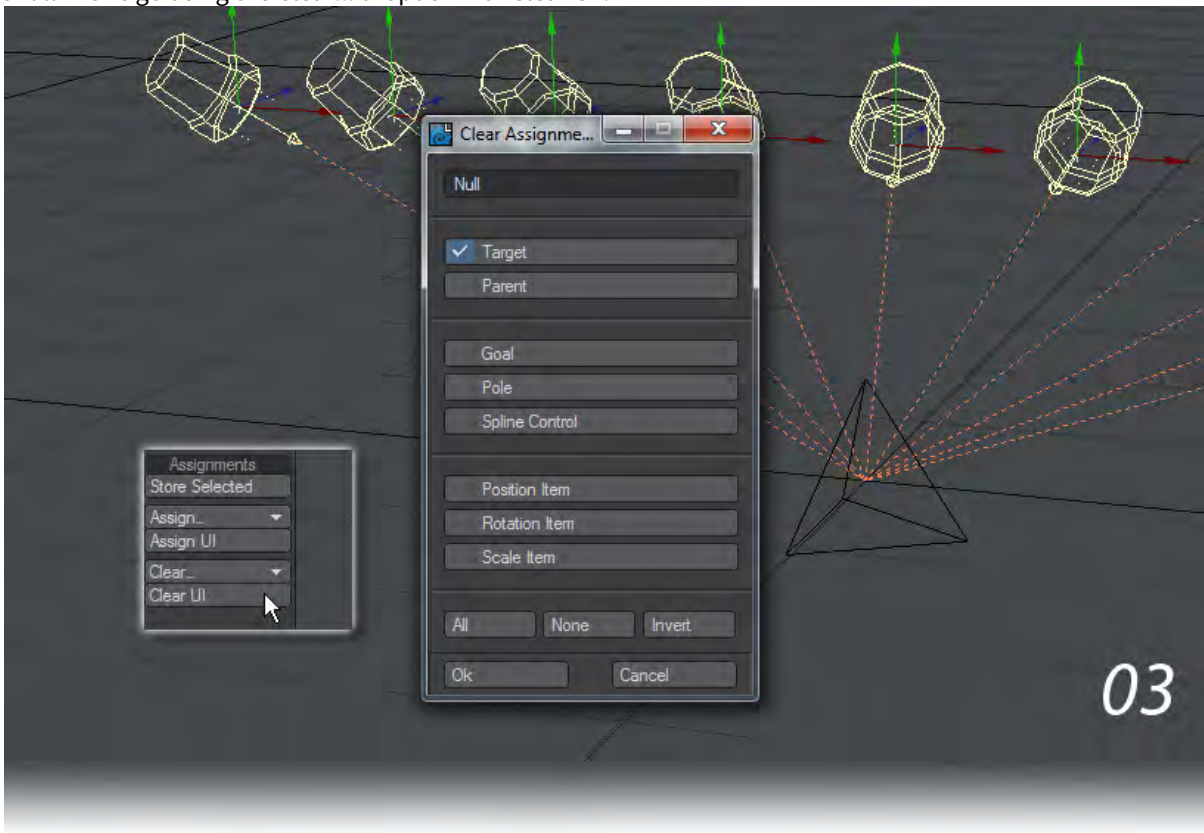 Clear Assignme...
Null
Target
Parent
Goal
Pole
Spline Control
Position Item
Rotation Item
Scale Item
All None Invert
Ok Cancel
Assignments
Store Selected
Assign...
Assign UI
Clear...
Clear UI
03